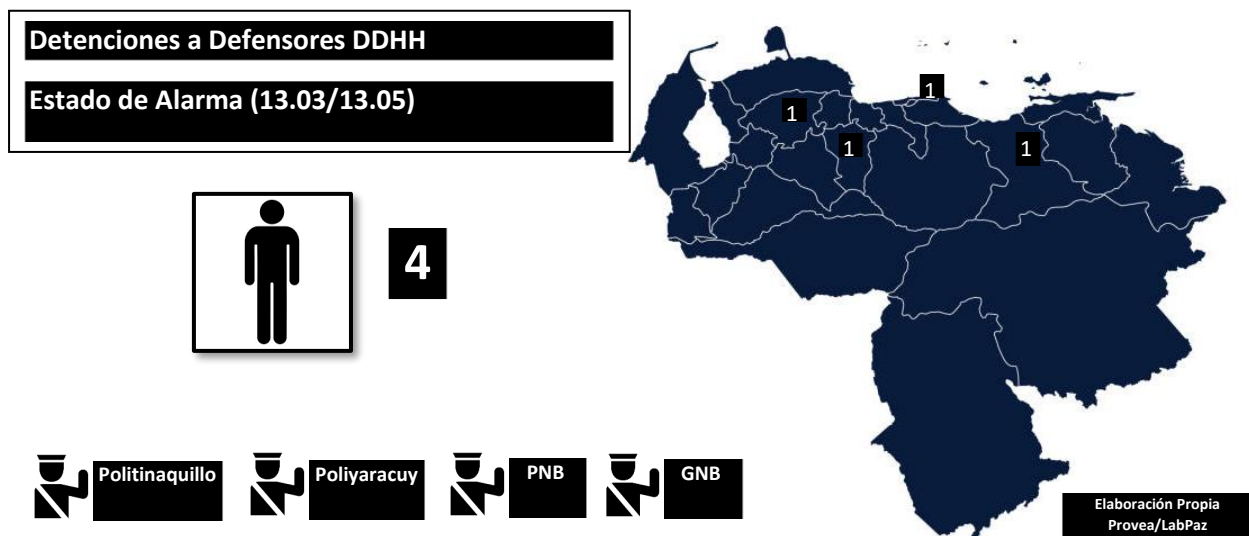 Detenciones a Defensores DDHH
Estado de Alarma (13.03/13.05)
1
1
1
1
4
Politinaquillo
Poliyaracuy
PNB
GNB
Elaboración Propia
Provea/LabPaz